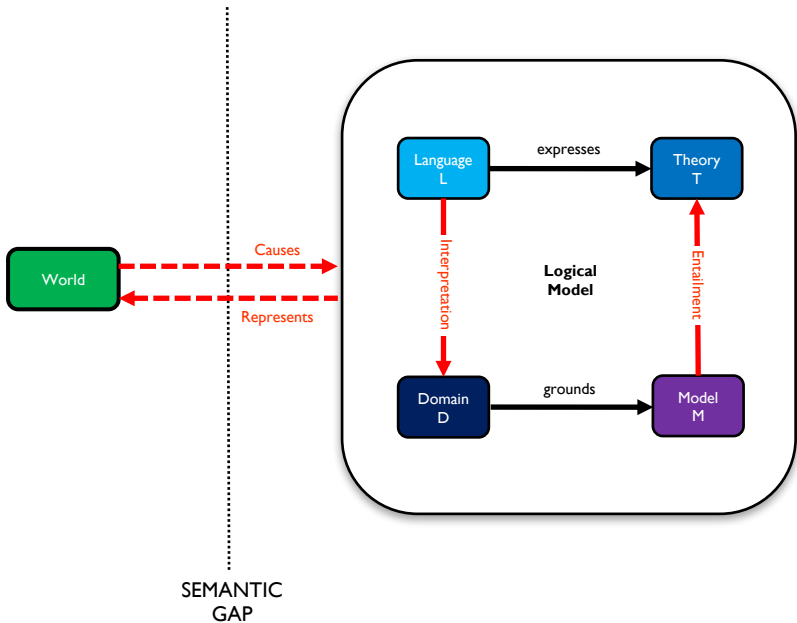 Language
L
expresses
Theory
T
Causes
World
Represents
Interpretation
Logical
Model
Entailment
Domain
D
grounds
Model
M
SEMANTIC
GAP